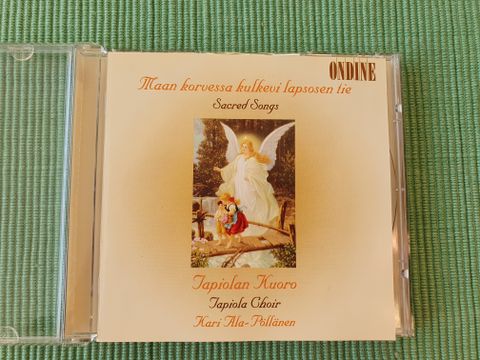 ONDINE
Maan korvessa kulkevi lapsosen tie
Sacred Songs
Tapiolan Kuoro
Tapiola Choir
Kari Ala-Pöllänen